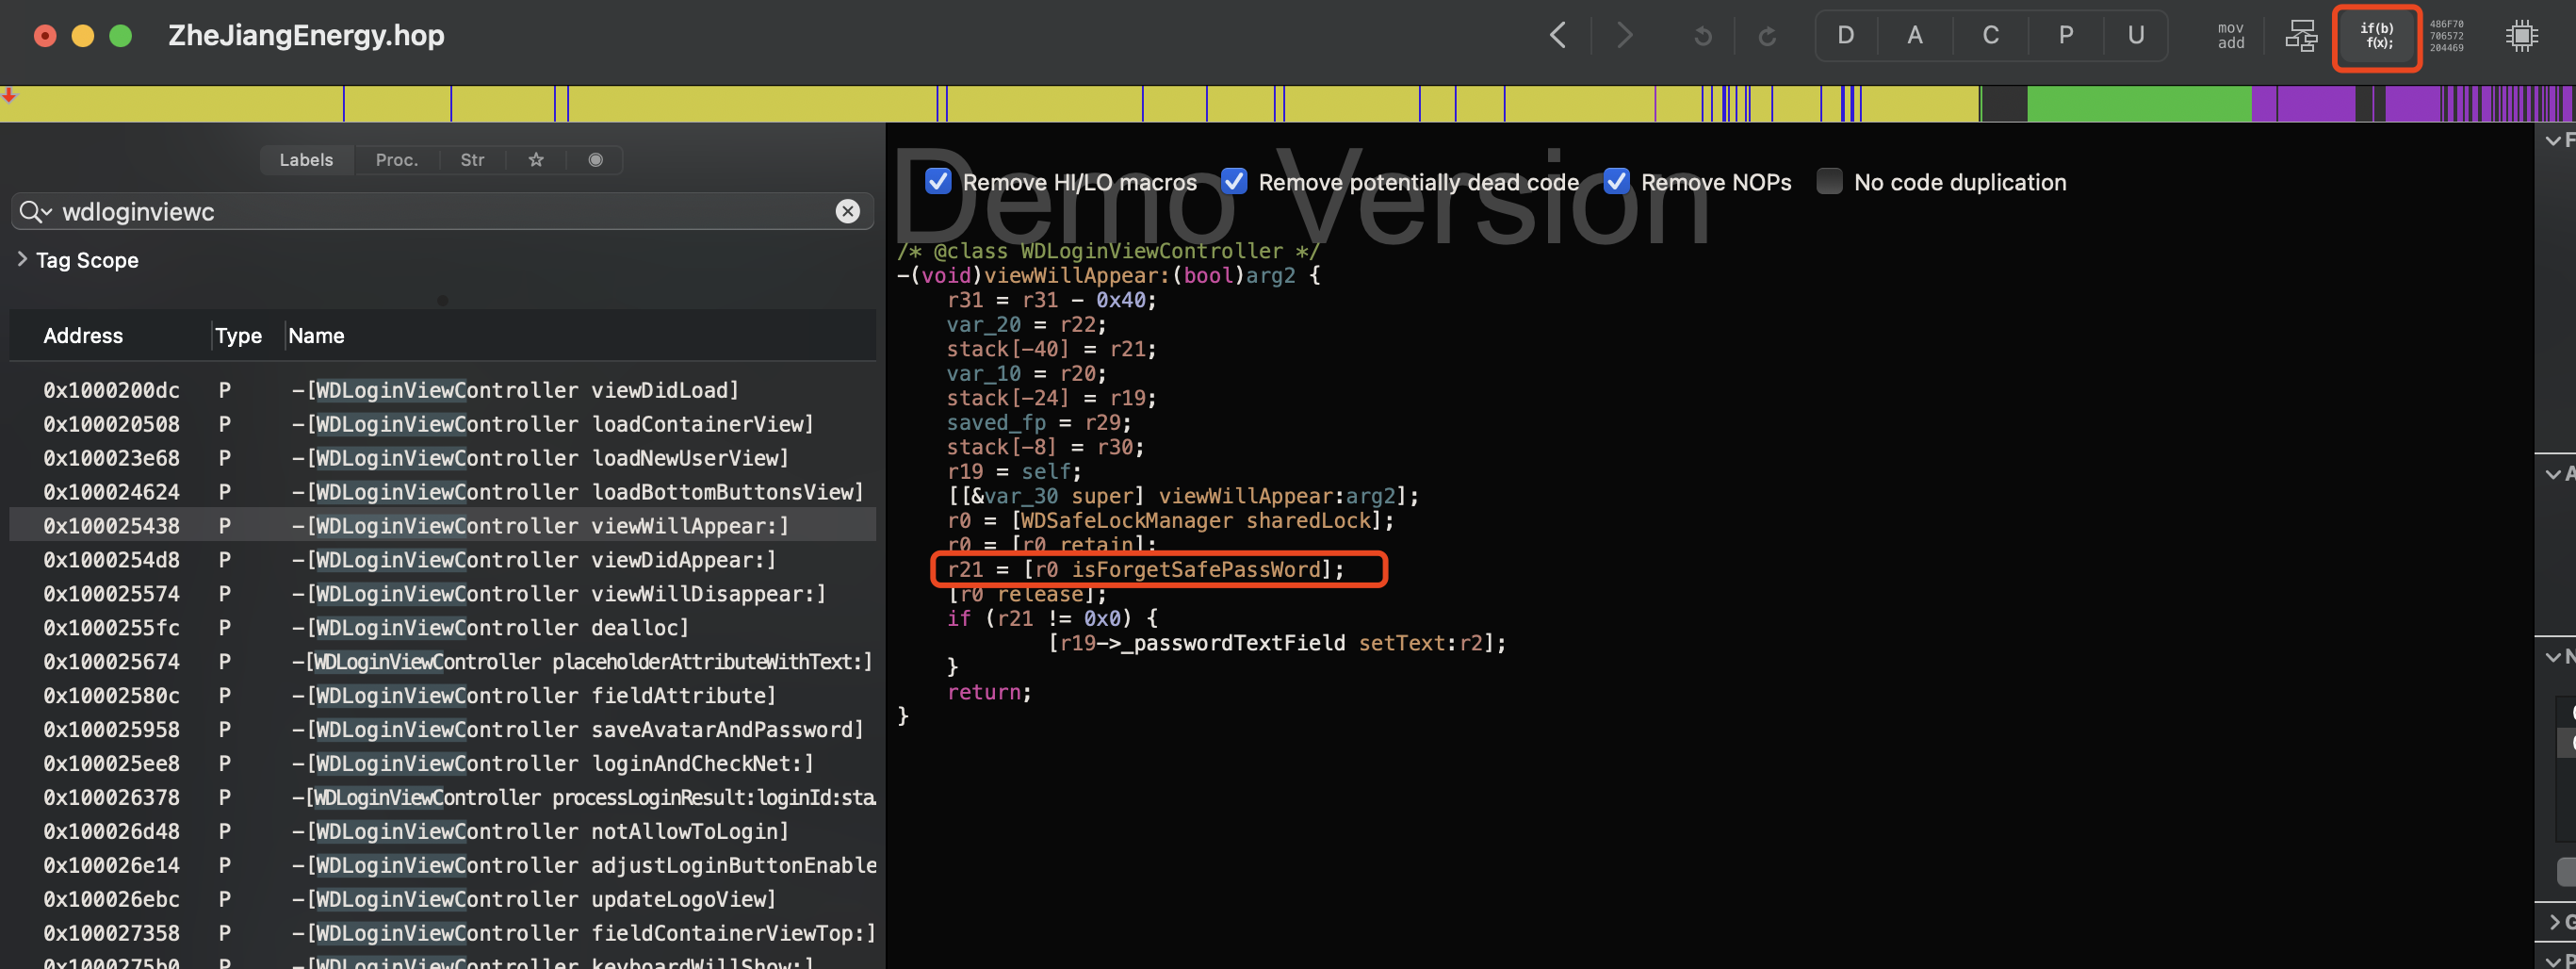 ZheJiangEnergy.hop
D A C P U
mov
add
if(b)
f(x);
486F70
706572
204469
Labels Proc. Str
wdloginviewc
Tag Scope
Address Type Name
0x1000200dc P -[WDLoginViewController viewDidLoad]
0x100020508 P -[WDLoginViewController loadContainerView]
0x100023e68 P -[WDLoginViewController loadNewUserView]
0x100024624 P -[WDLoginViewController loadBottomButtonsView]
0x100025438 P -[WDLoginViewController viewWillAppear:]
0x1000254d8 P -[WDLoginViewController viewDidAppear:]
0x100025574 P -[WDLoginViewController viewWillDisappear:]
0x1000255fc P -[WDLoginViewController dealloc]
0x100025674 P -[WDLoginViewController placeholderAttributeWithText:]
0x10002580c P -[WDLoginViewController fieldAttribute]
0x100025958 P -[WDLoginViewController saveAvatarAndPassword]
0x100025ee8 P -[WDLoginViewController loginAndCheckNet:]
0x100026378 P -[WDLoginViewController processLoginResult:loginId:sta…
0x100026d48 P -[WDLoginViewController notAllowToLogin]
0x100026e14 P -[WDLoginViewController adjustLoginButtonEnable
0x100026ebc P -[WDLoginViewController updateLogoView]
0x100027358 P -[WDLoginViewController fieldContainerViewTop:]
0x1000275b0 P -[WDLoginViewController keyboardWillShow:]
Demo Version
Remove HI/LO macros Remove potentially dead code Remove NOPs No code duplication
/* @class WDLoginViewController */
-(void)viewWillAppear:(bool)arg2 {
r31 = r31 - 0x40;
var_20 = r22;
stack[-40] = r21;
var_10 = r20;
stack[-24] = r19;
saved_fp = r29;
stack[-8] = r30;
r19 = self;
[[&var_30 super] viewWillAppear:arg2];
r0 = [WDSafeLockManager sharedLock];
r0 = [r0 retain];
r21 = [r0 isForgetSafePassWord];
[r0 release];
if (r21 != 0x0) {
[r19->_passwordTextField setText:r2];
}
return;
}